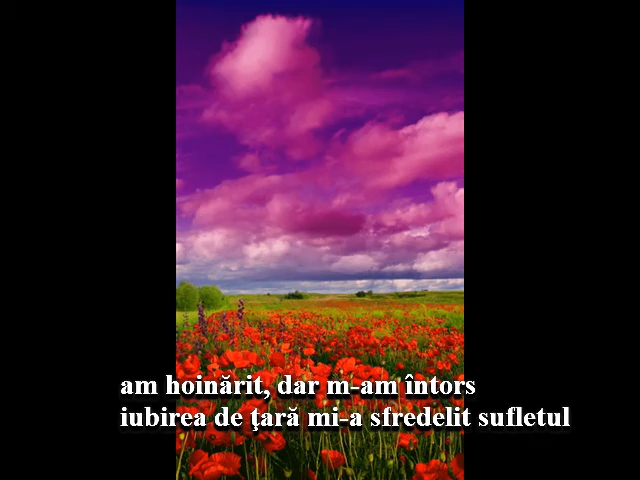 am hoinărit, dar m-am întors
iubirea de ţară mi-a sfredelit sufletul